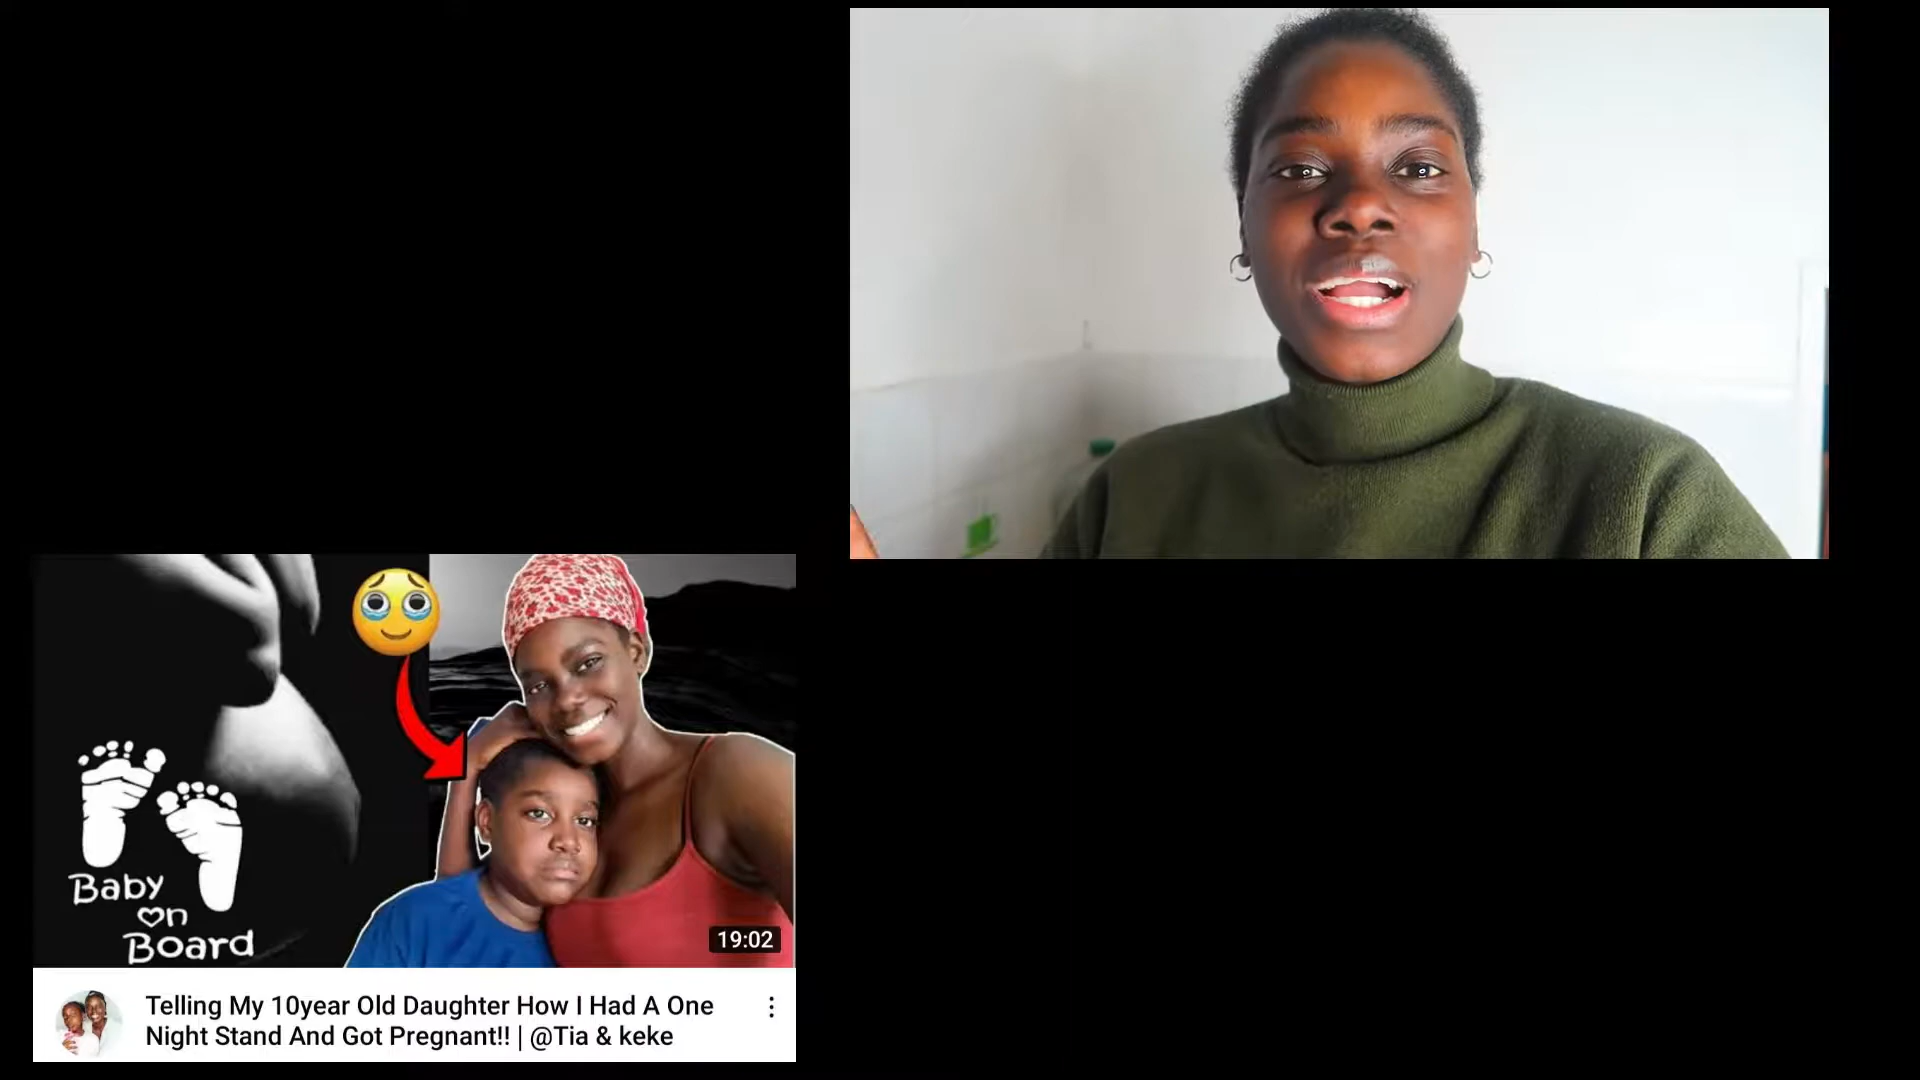 Baby
on
Board
19:02
Telling My 10year Old Daughter How I Had A One
Night Stand And Got Pregnant!! | @Tia & keke